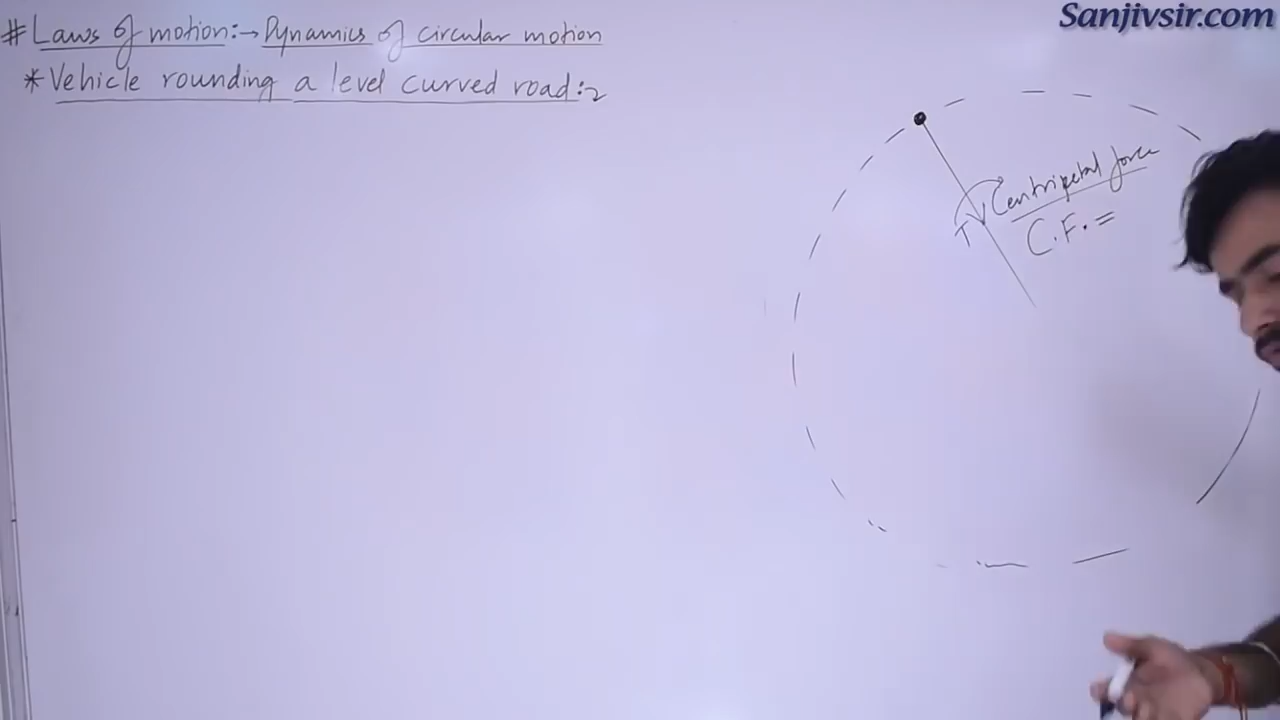 Sanjivsir.com
# Laws of motion:→ Dynamics of circular motion
* Vehicle rounding a level curved road:
T
Centripetal force
C.F. =